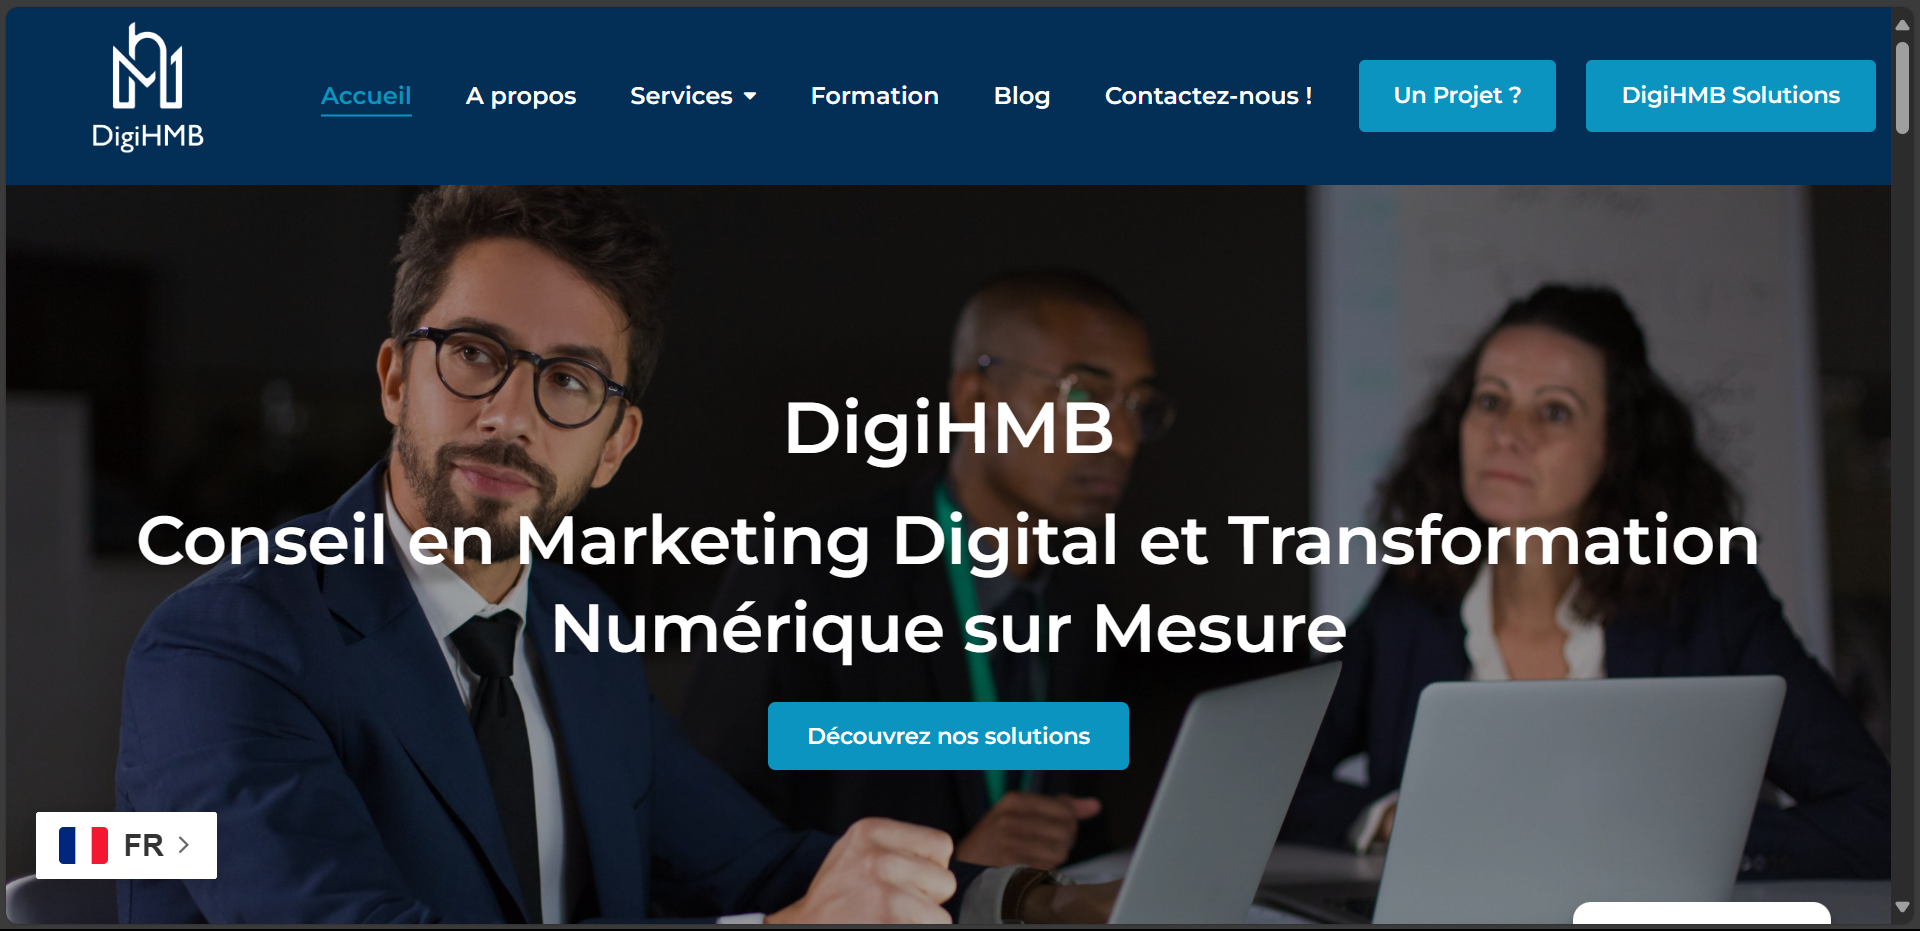 DigiHMB
Accueil
A propos
Services
Formation
Blog
Contactez-nous !
Un Projet ?
DigiHMB Solutions
DigiHMB
Conseil en Marketing Digital et Transformation
Numérique sur Mesure
Découvrez nos solutions
FR